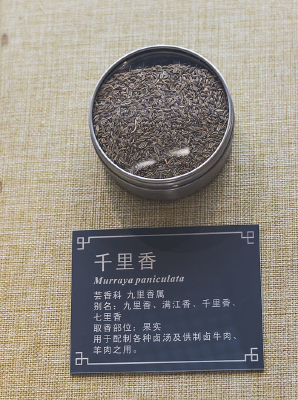 千里香
Murraya paniculata
芸香科 九里香属
别名：九里香、满江香、千里香、
七里香
取香部位：果实
用于配制各种卤汤及供制卤牛肉、
羊肉之用。